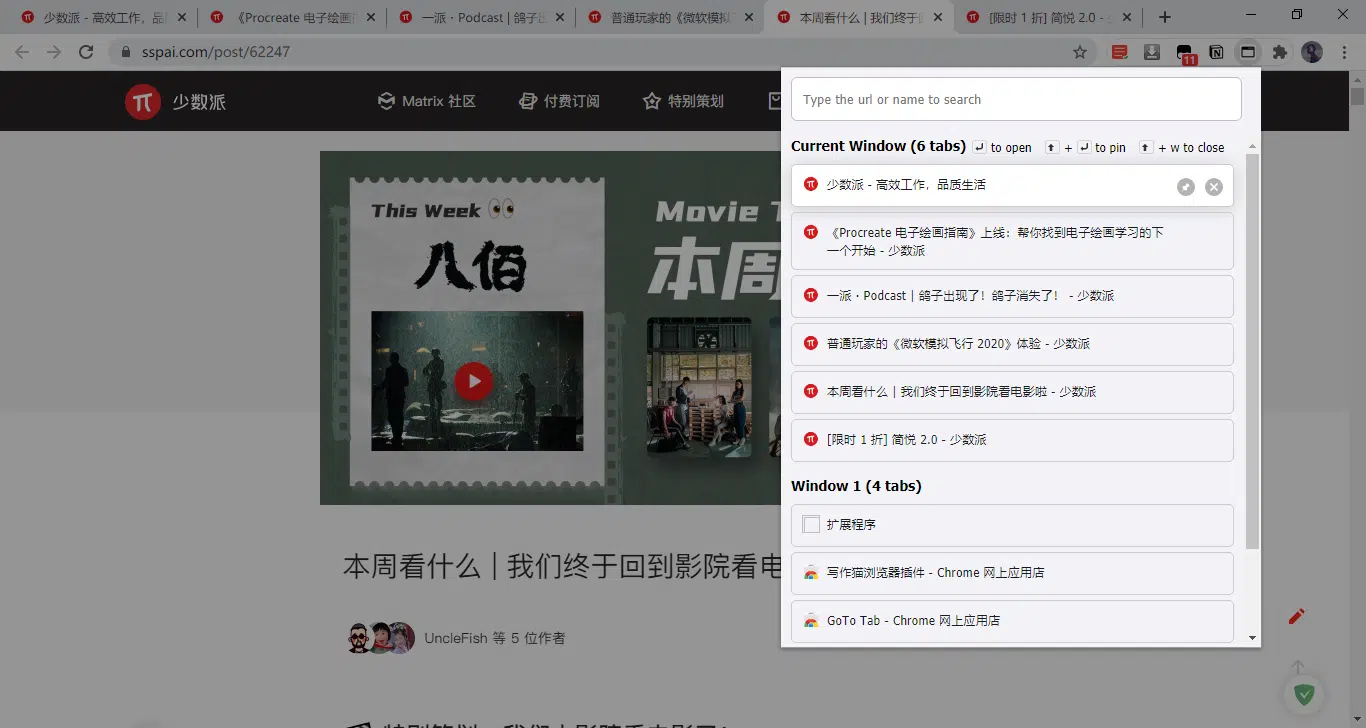 少数派 - 高效工作，品
《Procreate 电子绘画
一派・Podcast | 鸽子
普通玩家的《微软模拟
本周看什么 | 我们终于
[限时 1 折] 简悦 2.0 -
sspai.com/post/62247
11
少数派
Matrix 社区
付费订阅
特别策划
This Week 👀
八佰
Movie T
本周
Type the url or name to search
Current Window (6 tabs) ↵ to open ⬆ + ↵ to pin ⬆ + w to close
少数派 - 高效工作，品质生活
《Procreate 电子绘画指南》上线：帮你找到电子绘画学习的下
一个开始 - 少数派
一派・Podcast | 鸽子出现了！鸽子消失了！ - 少数派
普通玩家的《微软模拟飞行 2020》体验 - 少数派
本周看什么 | 我们终于回到影院看电影啦 - 少数派
[限时 1 折] 简悦 2.0 - 少数派
Window 1 (4 tabs)
扩展程序
写作猫浏览器插件 - Chrome 网上应用店
GoTo Tab - Chrome 网上应用店
本周看什么 | 我们终于回到影院看电
UncleFish 等 5 位作者